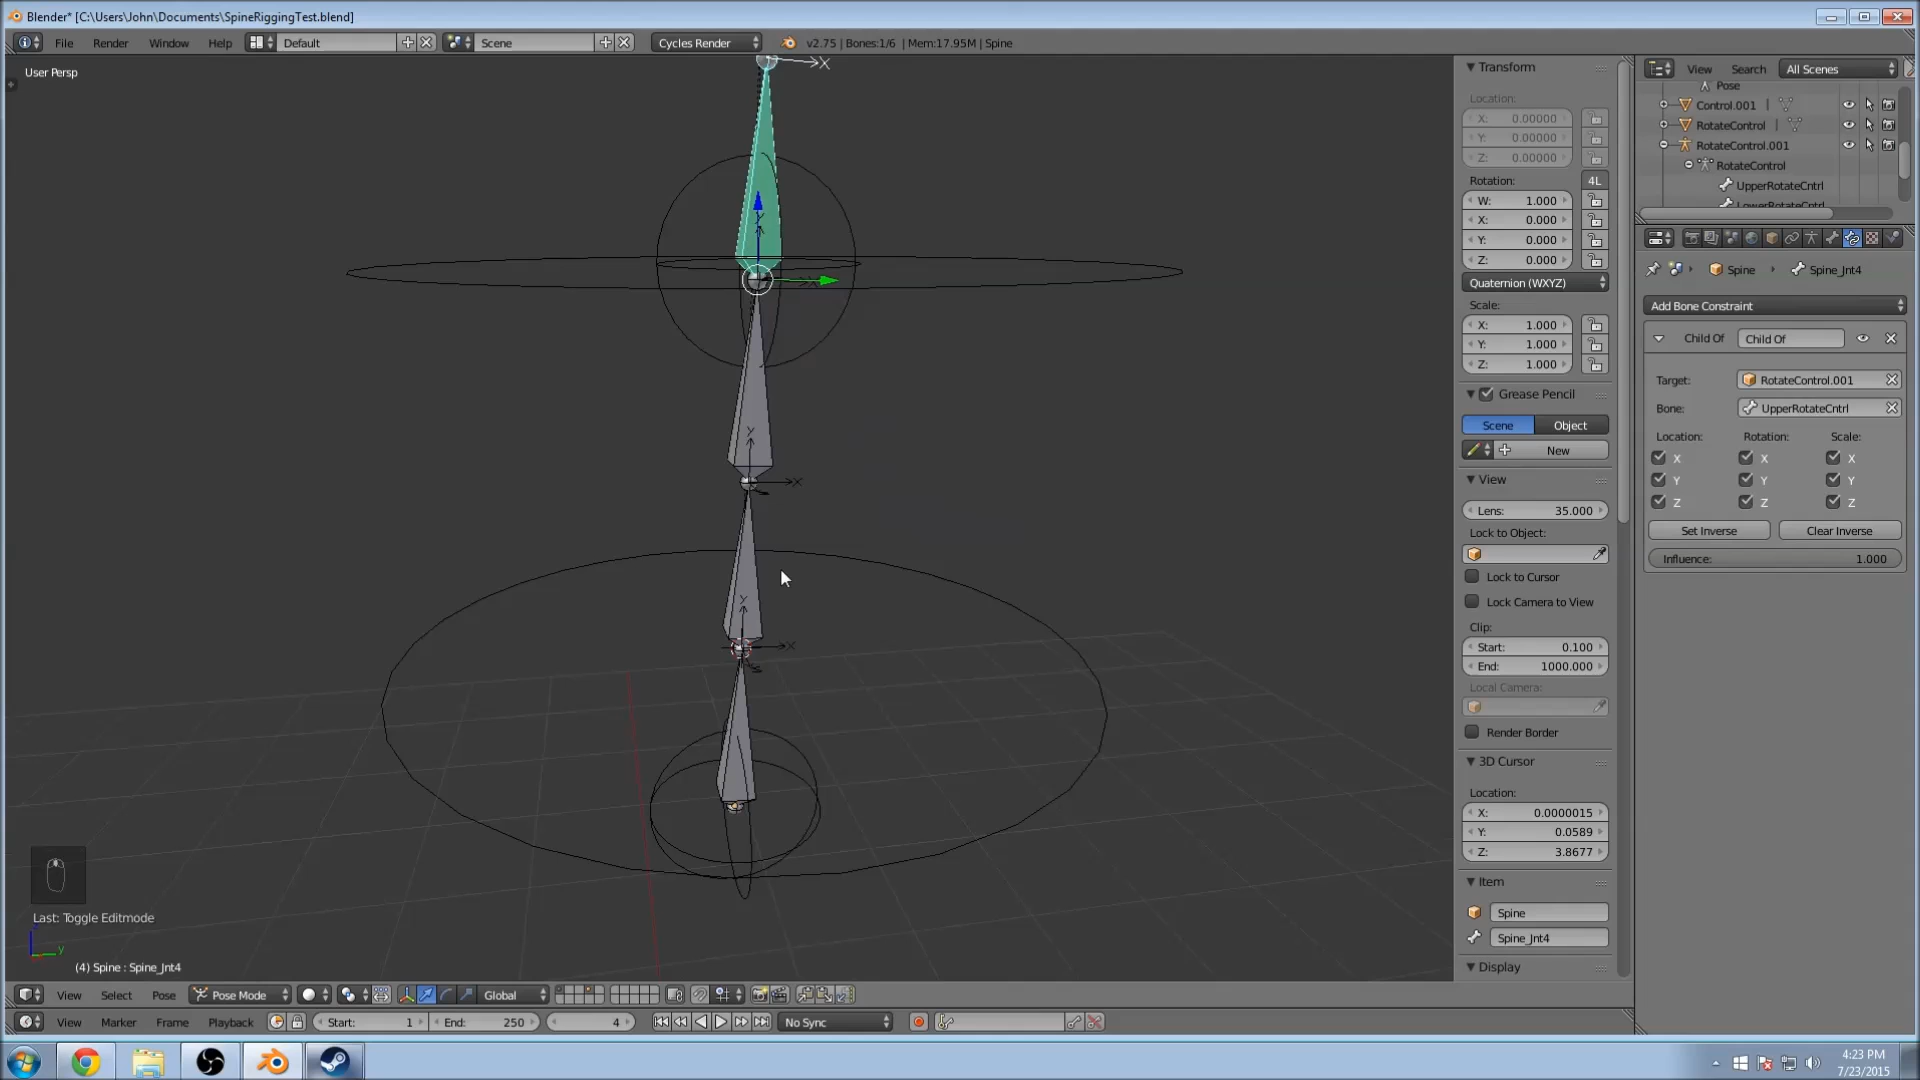 Blender* [C:\Users\John\Documents\SpineRiggingTest.blend]
File Render Window Help Default Scene Cycles Render v2.75 | Bones:1/6 | Mem:17.95M | Spine
User Persp
X
Y
X
Y
X
Y
X
Last: Toggle Editmode
y
(4) Spine : Spine_Jnt4
Transform
Location:
X: 0.00000
Y: 0.00000
Z: 0.00000
Rotation: 4L
W: 1.000
X: 0.000
Y: 0.000
Z: 0.000
Quaternion (WXYZ)
Scale:
X: 1.000
Y: 1.000
Z: 1.000
Grease Pencil
Scene Object
New
View
Lens: 35.000
Lock to Object:
Lock to Cursor
Lock Camera to View
Clip:
Start: 0.100
End: 1000.000
Local Camera:
Render Border
3D Cursor
Location:
X: 0.0000015
Y: 0.0589
Z: 3.8677
Item
Spine
Spine_Jnt4
Display
View Search All Scenes
Pose
Control.001
RotateControl
RotateControl.001
RotateControl
UpperRotateCntrl
LowerRotateCntrl
Spine Spine_Jnt4
Add Bone Constraint
Child Of Child Of
Target: RotateControl.001
Bone: UpperRotateCntrl
Location: Rotation: Scale:
X X X
Y Y Y
Z Z Z
Set Inverse Clear Inverse
Influence: 1.000
View Select Pose Pose Mode Global
View Marker Frame Playback Start: 1 End: 250 4 No Sync
4:23 PM
7/23/2015